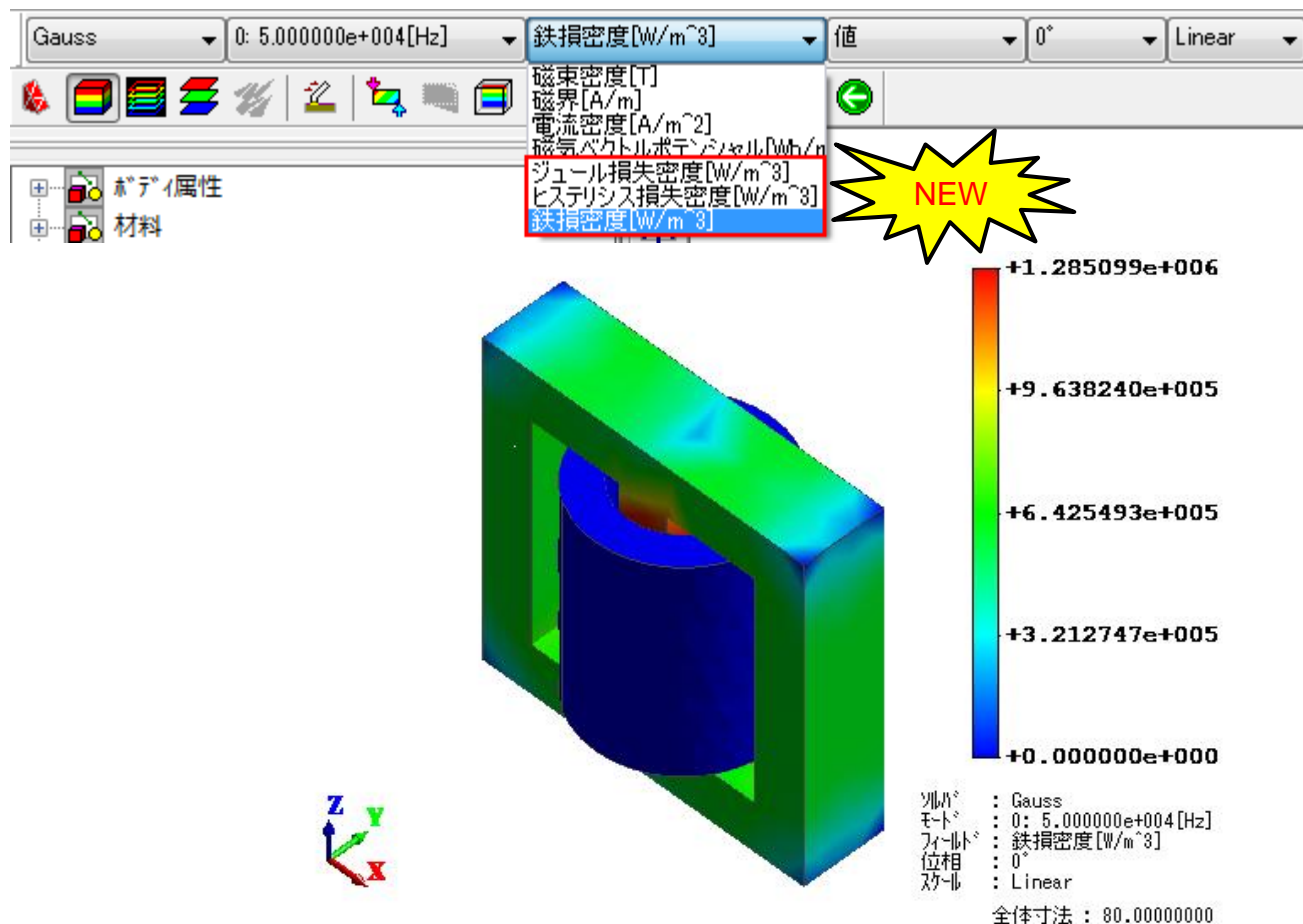 Gauss
0: 5.000000e+004[Hz]
鉄損密度[W/m^3]
値
0°
Linear
磁束密度[T]
磁界[A/m]
電流密度[A/m^2]
磁気ベクトルポテンシャル[Wb/m
ジュール損失密度[W/m^3]
ヒステリシス損失密度[W/m^3]
鉄損密度[W/m^3]
NEW
ﾎﾞﾃﾞｨ属性
材料
+1.285099e+006
+9.638240e+005
+6.425493e+005
+3.212747e+005
+0.000000e+000
Z
Y
X
ｿﾙﾊﾞ : Gauss
ﾓｰﾄﾞ : 0: 5.000000e+004[Hz]
ﾌｨｰﾙﾄﾞ : 鉄損密度[W/m^3]
位相 : 0°
ｽｹｰﾙ : Linear
全体寸法 : 80.00000000